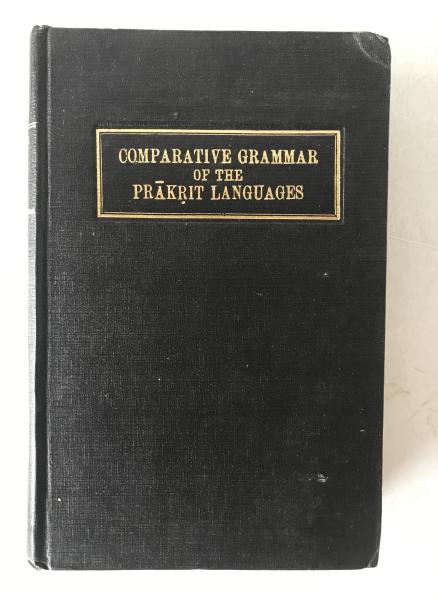 COMPARATIVE GRAMMAR
OF THE
PRĀKṚIT LANGUAGES